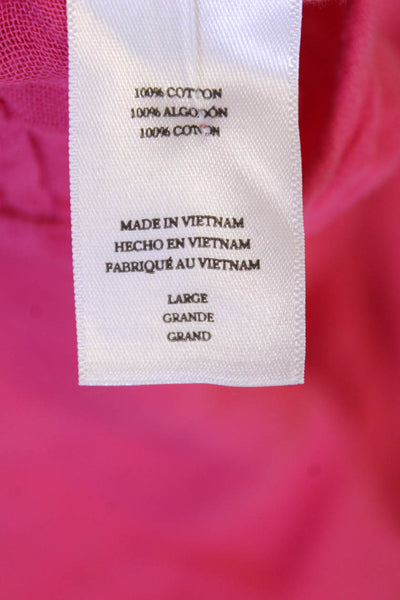 100% COTTON
100% ALGODÓN
100% COTON
MADE IN VIETNAM
HECHO EN VIETNAM
FABRIQUÉ AU VIETNAM
LARGE
GRANDE
GRAND